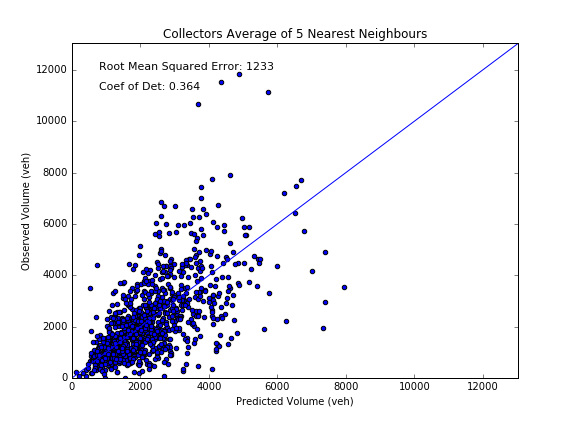 Collectors Average of 5 Nearest Neighbours
Root Mean Squared Error: 1233
Coef of Det: 0.364
12000
10000
8000
6000
4000
2000
0
Observed Volume (veh)
0 2000 4000 6000 8000 10000 12000
Predicted Volume (veh)